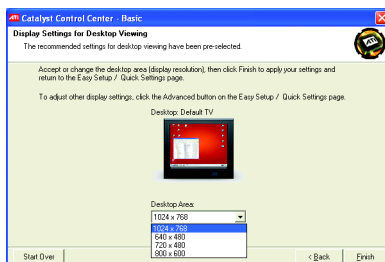 ATI Catalyst Control Center - Basic
Display Settings for Desktop Viewing
The recommended settings for desktop viewing have been pre-selected.
ATI
Accept or change the desktop area (display resolution), then click Finish to apply your settings and
return to the Easy Setup / Quick Settings page.
To adjust other display settings, click the Advanced button on the Easy Setup / Quick Settings page.
Desktop: Default TV
Desktop Area:
1024 x 768
1024 x 768
640 x 480
720 x 480
800 x 600
Start Over
< Back
Finish